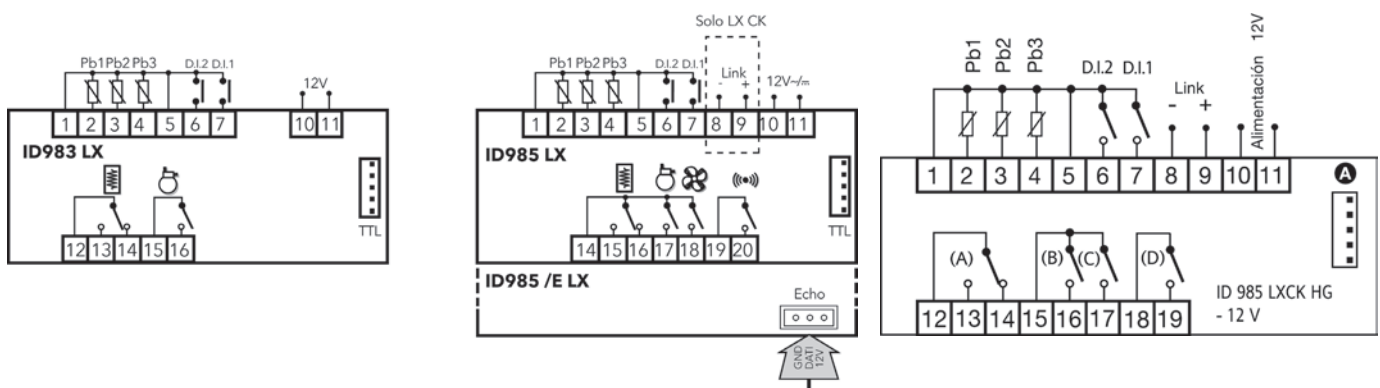 Pb1 Pb2 Pb3 D.I.2 D.I.1
12V
1 2 3 4 5 6 7 10 11
ID983 LX
TTL
12 13 14 15 16
Solo LX CK
Pb1 Pb2 Pb3 D.I.2 D.I.1
Link
- +
12V~/
1 2 3 4 5 6 7 8 9 10 11
ID985 LX
TTL
14 15 16 17 18 19 20
ID985 /E LX
Echo
GND
DATI
12V
Pb1 Pb2 Pb3
D.I.2 D.I.1
Link
- +
Alimentación 12V
1 2 3 4 5 6 7 8 9 10 11
A
(A) (B) (C) (D)
12 13 14 15 16 17 18 19
ID 985 LXCK HG
- 12 V